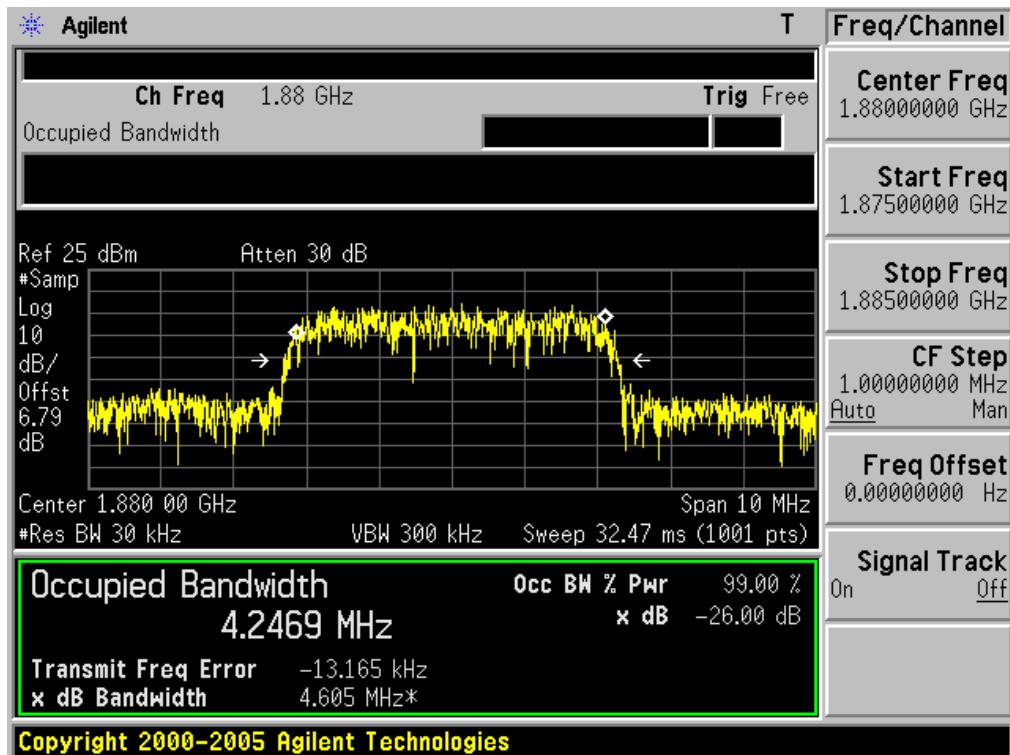 Agilent T Freq/Channel
Ch Freq 1.88 GHz Trig Free
Occupied Bandwidth
Center Freq
1.88000000 GHz
Start Freq
1.87500000 GHz
Stop Freq
1.88500000 GHz
CF Step
1.00000000 MHz
Auto Man
Freq Offset
0.00000000 Hz
Signal Track
On Off
Ref 25 dBm Atten 30 dB
#Samp
Log
10
dB/
Offst
6.79
dB
Center 1.880 00 GHz Span 10 MHz
#Res BW 30 kHz VBW 300 kHz Sweep 32.47 ms (1001 pts)
Occupied Bandwidth Occ BW % Pwr 99.00 %
4.2469 MHz x dB -26.00 dB
Transmit Freq Error -13.165 kHz
x dB Bandwidth 4.605 MHz*
Copyright 2000-2005 Agilent Technologies